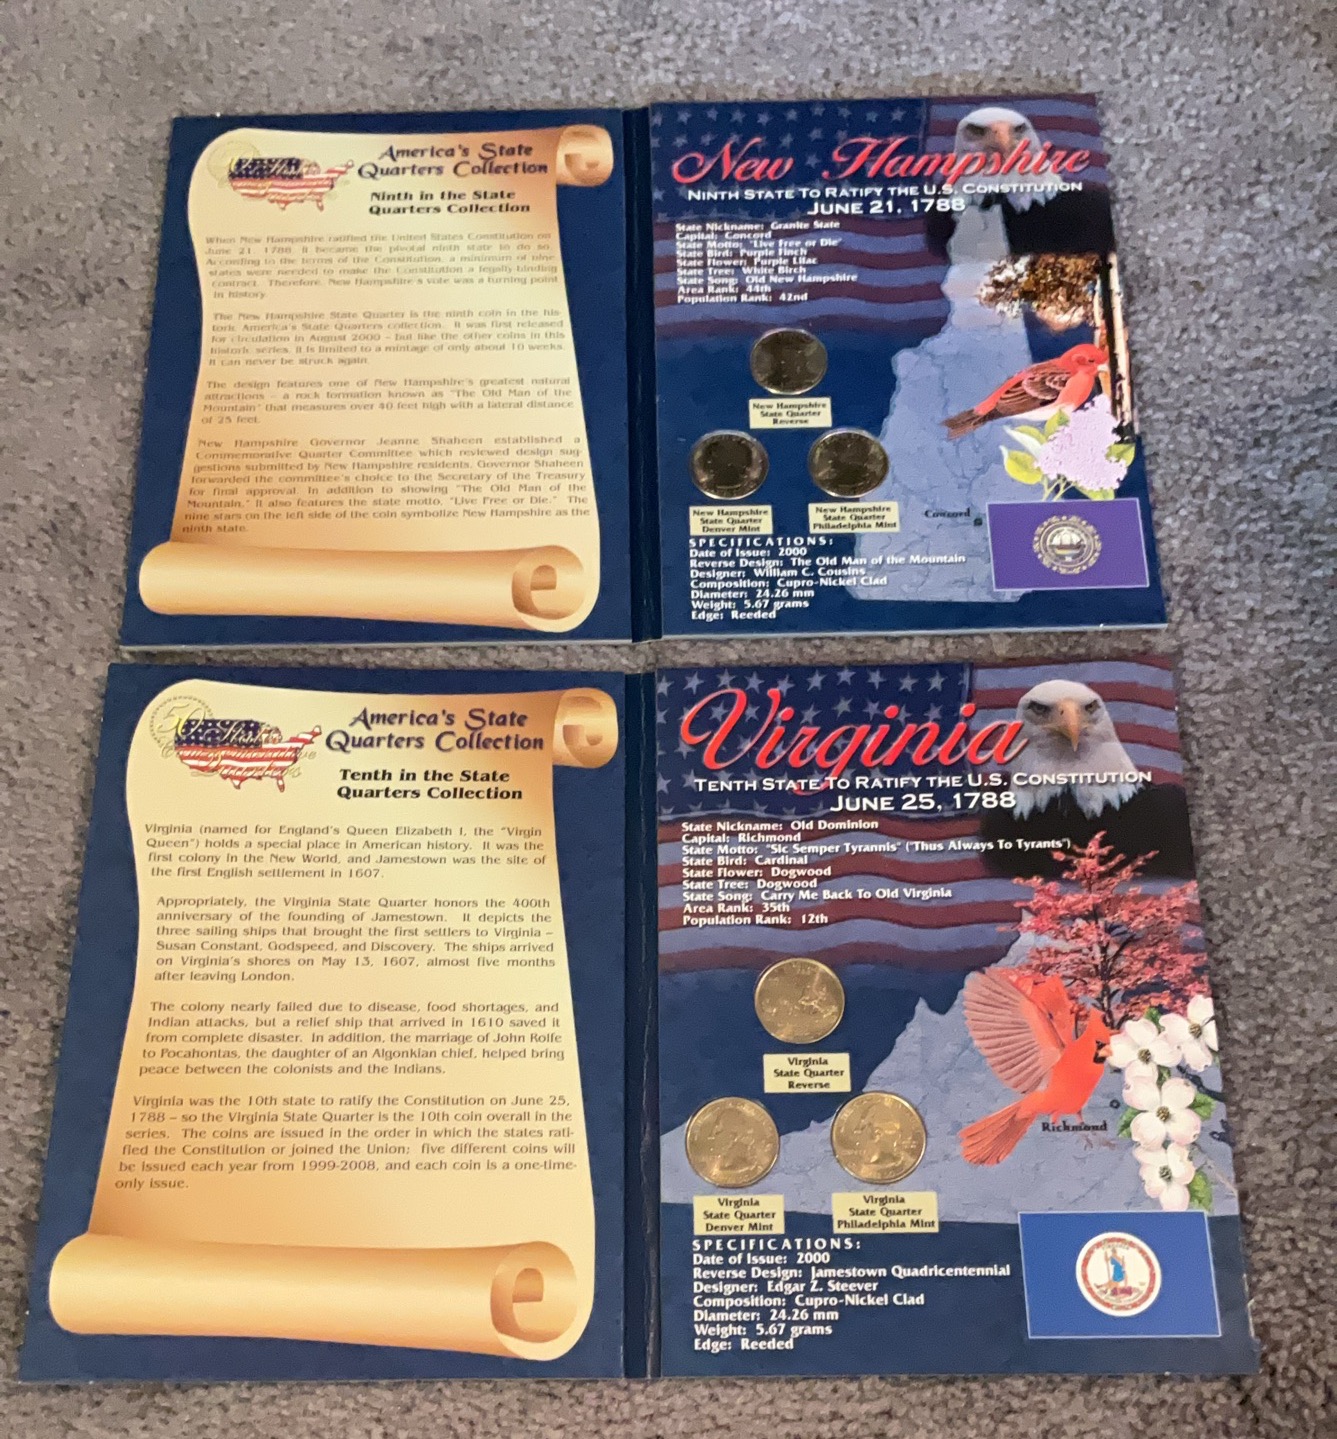 America's State
Quarters Collection
Ninth in the State
Quarters Collection
When New Hampshire ratified the United States Constitution on
June 21, 1788, it became the pivotal ninth state to do so.
According to the terms of the Constitution, a minimum of nine
states were needed to make the Constitution a legally-binding
contract. Therefore, New Hampshire's vote was a turning point
in history.
The New Hampshire State Quarter is the ninth coin in the his-
toric America's State Quarters collection. It was first released
for circulation in August 2000 – but like the other coins in this
historic series, it is limited to a mintage of only about 10 weeks.
It can never be struck again.
The design features one of New Hampshire's greatest natural
attractions – a rock formation known as "The Old Man of the
Mountain" that measures over 40 feet high with a lateral distance
of 25 feet.
New Hampshire Governor Jeanne Shaheen established a
Commemorative Quarter Committee which reviewed design sug-
gestions submitted by New Hampshire residents. Governor Shaheen
forwarded the committee's choice to the Secretary of the Treasury
for final approval. In addition to showing "The Old Man of the
Mountain," it also features the state motto, "Live Free or Die." The
nine stars on the left side of the coin symbolize New Hampshire as the
ninth state.
New Hampshire
Ninth State To Ratify the U.S. Constitution
June 21, 1788
State Nickname: Granite State
Capital: Concord
State Motto: "Live Free or Die"
State Bird: Purple Finch
State Flower: Purple Lilac
State Tree: White Birch
State Song: Old New Hampshire
Area Rank: 44th
Population Rank: 42nd
New Hampshire
State Quarter
Reverse
New Hampshire
State Quarter
Denver Mint
New Hampshire
State Quarter
Philadelphia Mint
Concord
SPECIFICATIONS:
Date of Issue: 2000
Reverse Design: The Old Man of the Mountain
Designer: William C. Cousins
Composition: Cupro-Nickel Clad
Diameter: 24.26 mm
Weight: 5.67 grams
Edge: Reeded
America's State
Quarters Collection
Tenth in the State
Quarters Collection
Virginia (named for England's Queen Elizabeth I, the "Virgin
Queen") holds a special place in American history. It was the
first colony in the New World, and Jamestown was the site of
the first English settlement in 1607.
Appropriately, the Virginia State Quarter honors the 400th
anniversary of the founding of Jamestown. It depicts the
three sailing ships that brought the first settlers to Virginia –
Susan Constant, Godspeed, and Discovery. The ships arrived
on Virginia's shores on May 13, 1607, almost five months
after leaving London.
The colony nearly failed due to disease, food shortages, and
Indian attacks, but a relief ship that arrived in 1610 saved it
from complete disaster. In addition, the marriage of John Rolfe
to Pocahontas, the daughter of an Algonkian chief, helped bring
peace between the colonists and the Indians.
Virginia was the 10th state to ratify the Constitution on June 25,
1788 – so the Virginia State Quarter is the 10th coin overall in the
series. The coins are issued in the order in which the states rati-
fied the Constitution or joined the Union; five different coins will
be issued each year from 1999-2008, and each coin is a one-time-
only issue.
Virginia
Tenth State To Ratify the U.S. Constitution
June 25, 1788
State Nickname: Old Dominion
Capital: Richmond
State Motto: "Sic Semper Tyrannis" ("Thus Always To Tyrants")
State Bird: Cardinal
State Flower: Dogwood
State Tree: Dogwood
State Song: Carry Me Back To Old Virginia
Area Rank: 35th
Population Rank: 12th
Virginia
State Quarter
Reverse
Richmond
Virginia
State Quarter
Denver Mint
Virginia
State Quarter
Philadelphia Mint
SPECIFICATIONS:
Date of Issue: 2000
Reverse Design: Jamestown Quadricentennial
Designer: Edgar Z. Steever
Composition: Cupro-Nickel Clad
Diameter: 24.26 mm
Weight: 5.67 grams
Edge: Reeded